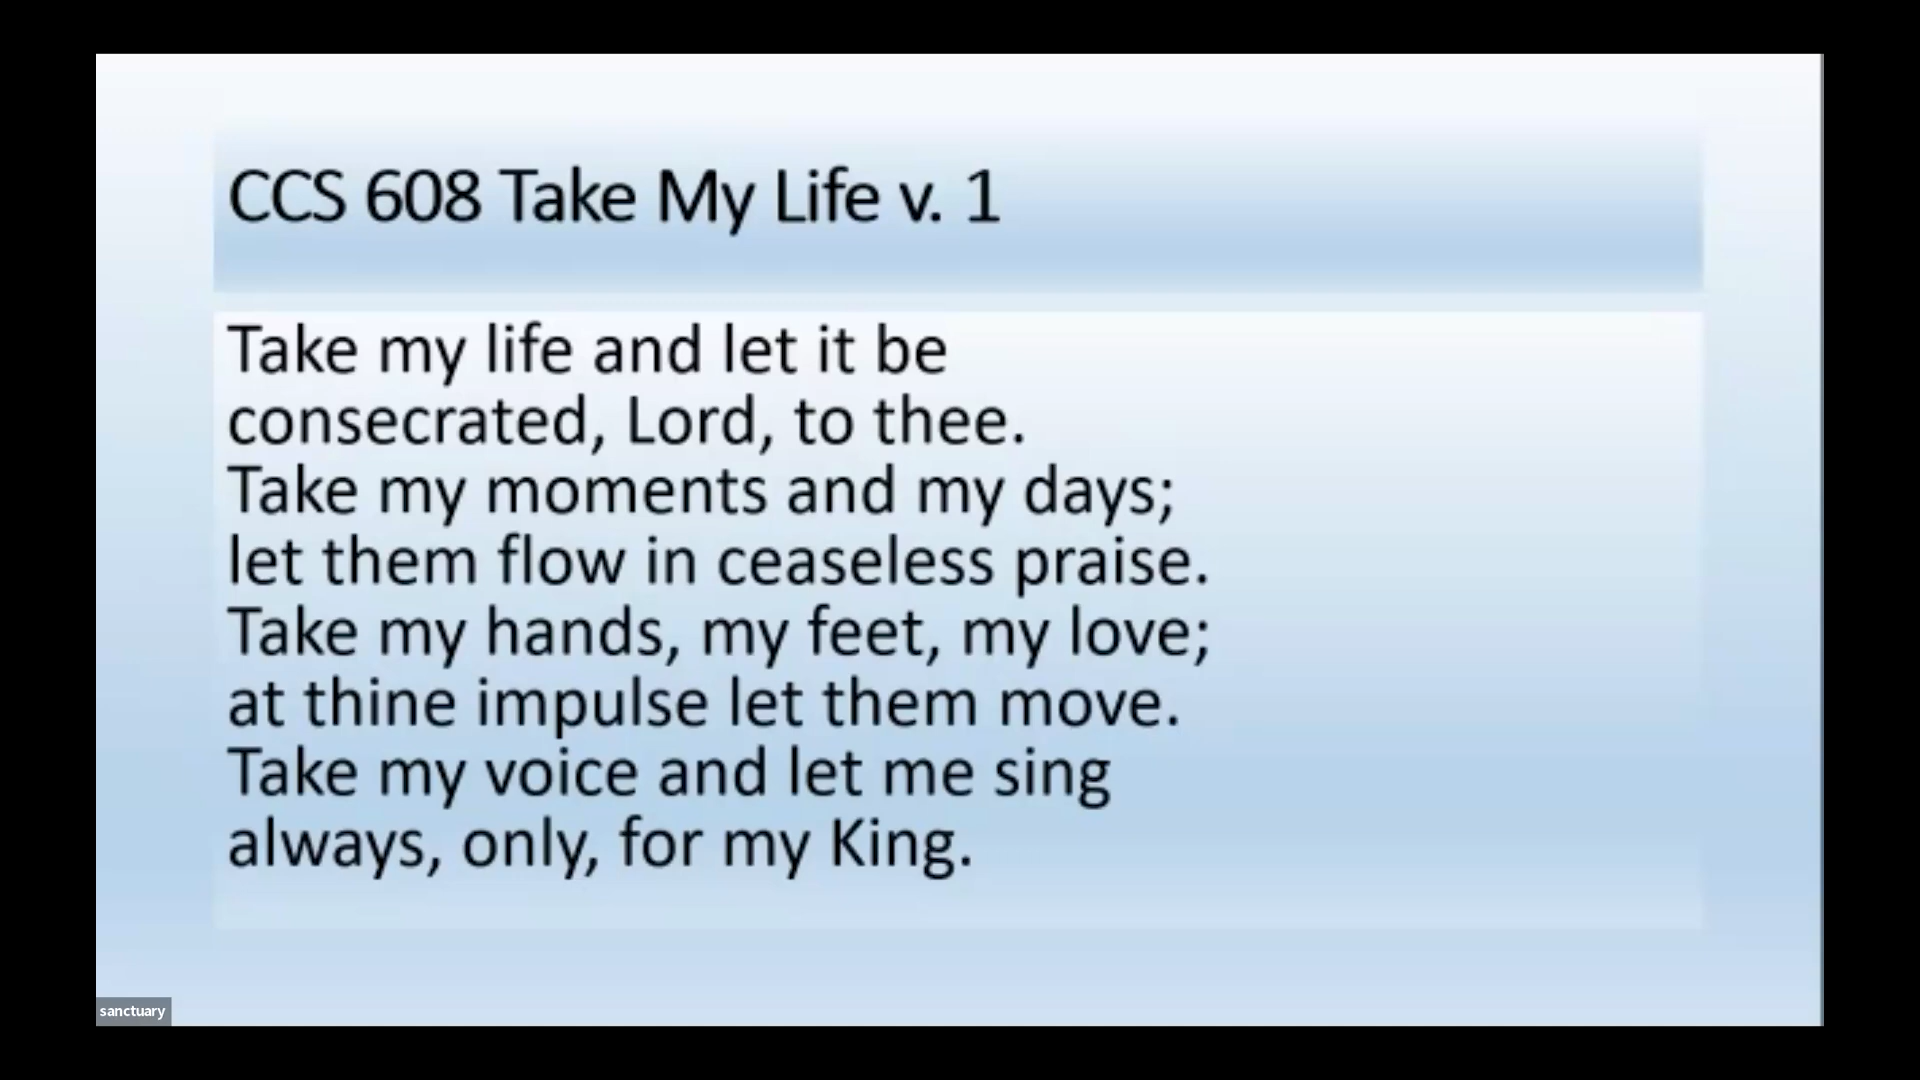 CCS 608 Take My Life v. 1
Take my life and let it be
consecrated, Lord, to thee.
Take my moments and my days;
let them flow in ceaseless praise.
Take my hands, my feet, my love;
at thine impulse let them move.
Take my voice and let me sing
always, only, for my King.
sanctuary